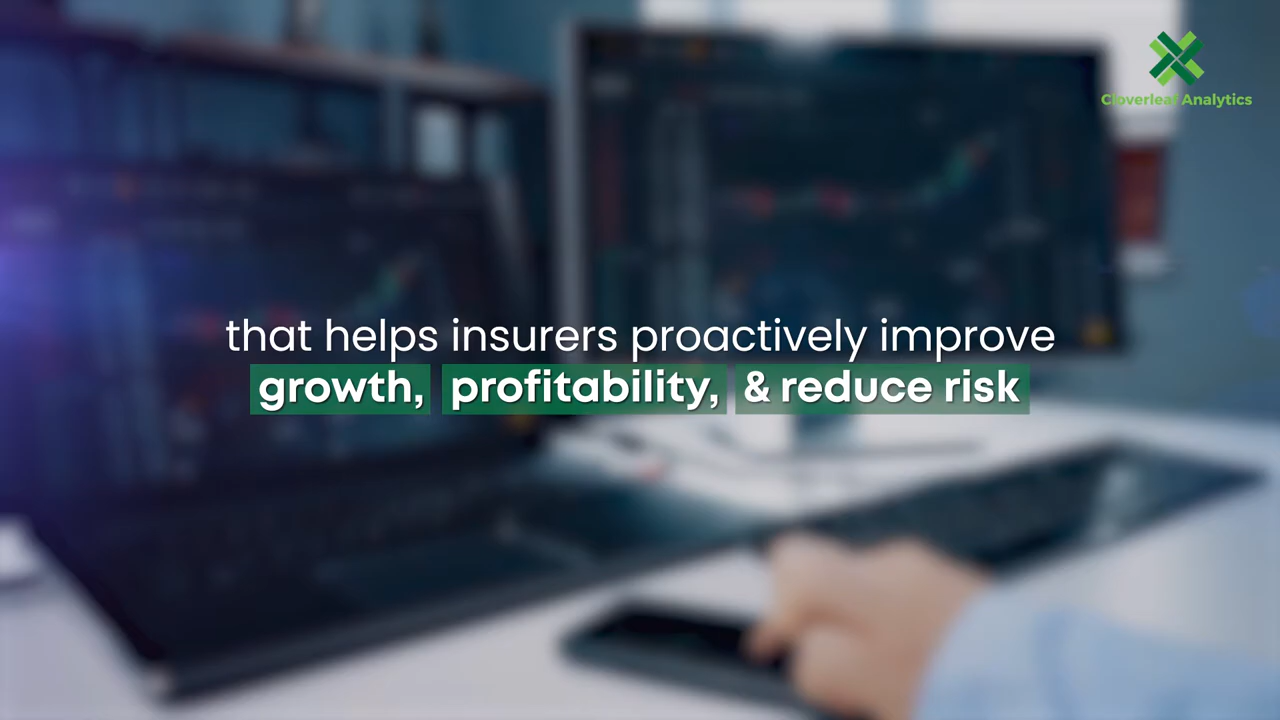 Cloverleaf Analytics
that helps insurers proactively improve
growth, profitability, & reduce risk